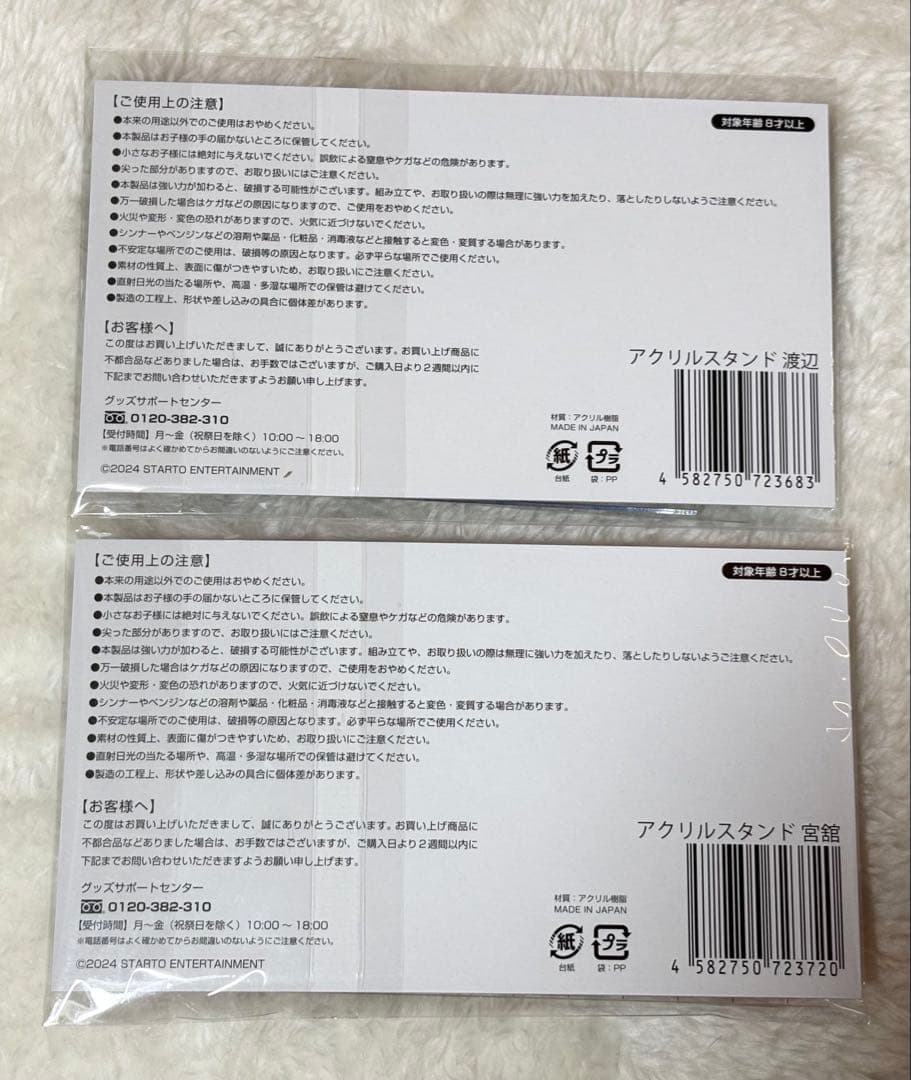 【ご使用上の注意】
対象年齢8才以上
●本来の用途以外でのご使用はおやめください。
●本製品はお子様の手の届かないところに保管してください。
●小さなお子様には絶対に与えないでください。誤飲による窒息やケガなどの危険があります。
●尖った部分がありますので、お取り扱いにはご注意ください。
●本製品は強い力が加わると、破損する可能性がございます。組み立てや、お取り扱いの際は無理に強い力を加えたり、落としたりしないようご注意ください。
●万一破損した場合はケガなどの原因になりますので、ご使用をおやめください。
●火災や変形・変色の恐れがありますので、火気に近づけないでください。
●シンナーやベンジンなどの溶剤や薬品・化粧品・消毒液などと接触すると変色・変質する場合があります。
●不安定な場所でのご使用は、破損等の原因となります。必ず平らな場所でご使用ください。
●素材の性質上、表面に傷がつきやすいため、お取り扱いにご注意ください。
●直射日光の当たる場所や、高温・多湿な場所での保管は避けてください。
●製造の工程上、形状や差し込みの具合に個体差があります。
【お客様へ】
この度はお買い上げいただきまして、誠にありがとうございます。お買い上げ商品に
不都合品などありました場合は、お手数ではございますが、ご購入日より2週間以内に
下記までお問い合わせいただきますようお願い申し上げます。
グッズサポートセンター
0120-382-310
【受付時間】月〜金（祝祭日を除く）10:00〜18:00
※電話番号はよく確かめてからお間違いのないようにご注意ください。
©2024 STARTO ENTERTAINMENT
アクリルスタンド 渡辺
材質：アクリル樹脂
MADE IN JAPAN
紙 プラ
台紙 袋：PP
4 582750 723683
【ご使用上の注意】
対象年齢8才以上
●本来の用途以外でのご使用はおやめください。
●本製品はお子様の手の届かないところに保管してください。
●小さなお子様には絶対に与えないでください。誤飲による窒息やケガなどの危険があります。
●尖った部分がありますので、お取り扱いにはご注意ください。
●本製品は強い力が加わると、破損する可能性がございます。組み立てや、お取り扱いの際は無理に強い力を加えたり、落としたりしないようご注意ください。
●万一破損した場合はケガなどの原因になりますので、ご使用をおやめください。
●火災や変形・変色の恐れがありますので、火気に近づけないでください。
●シンナーやベンジンなどの溶剤や薬品・化粧品・消毒液などと接触すると変色・変質する場合があります。
●不安定な場所でのご使用は、破損等の原因となります。必ず平らな場所でご使用ください。
●素材の性質上、表面に傷がつきやすいため、お取り扱いにご注意ください。
●直射日光の当たる場所や、高温・多湿な場所での保管は避けてください。
●製造の工程上、形状や差し込みの具合に個体差があります。
【お客様へ】
この度はお買い上げいただきまして、誠にありがとうございます。お買い上げ商品に
不都合品などありました場合は、お手数ではございますが、ご購入日より2週間以内に
下記までお問い合わせいただきますようお願い申し上げます。
グッズサポートセンター
0120-382-310
【受付時間】月〜金（祝祭日を除く）10:00〜18:00
※電話番号はよく確かめてからお間違いのないようにご注意ください。
©2024 STARTO ENTERTAINMENT
アクリルスタンド 宮舘
材質：アクリル樹脂
MADE IN JAPAN
紙 プラ
台紙 袋：PP
4 582750 723720